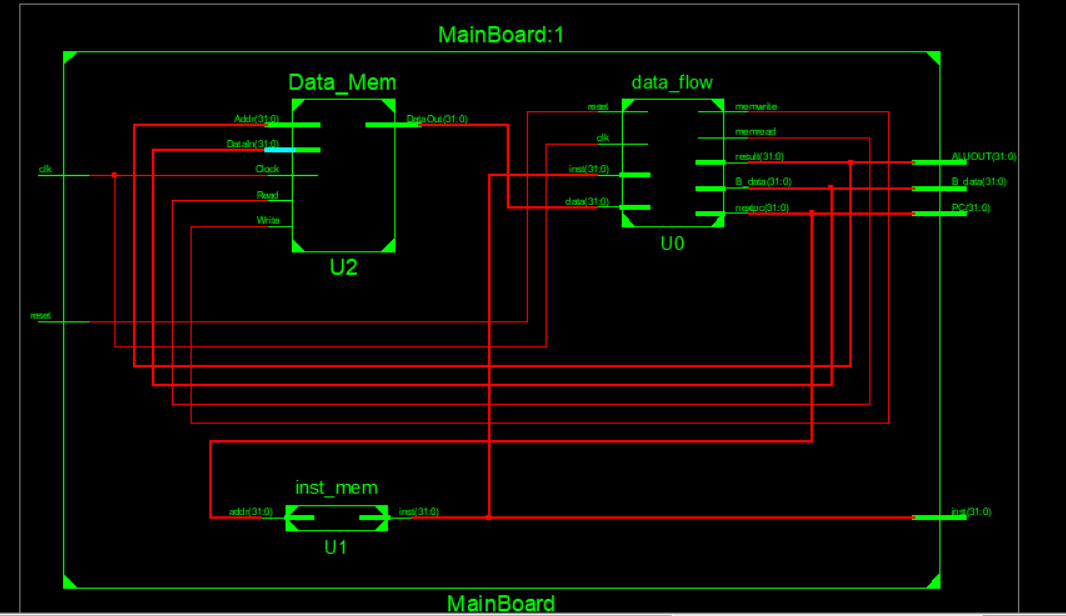 MainBoard:1
Data_Mem
data_flow
Addr(31:0)
DataOut(31:0)
reset
memwrite
DataIn(31:0)
clk
memread
clk
Clock
inst(31:0)
result(31:0)
ALUOUT(31:0)
Read
data(31:0)
B_data(31:0)
B_data(31:0)
Write
nextpc(31:0)
PC(31:0)
U2
U0
reset
inst_mem
addr(31:0)
inst(31:0)
inst(31:0)
U1
MainBoard